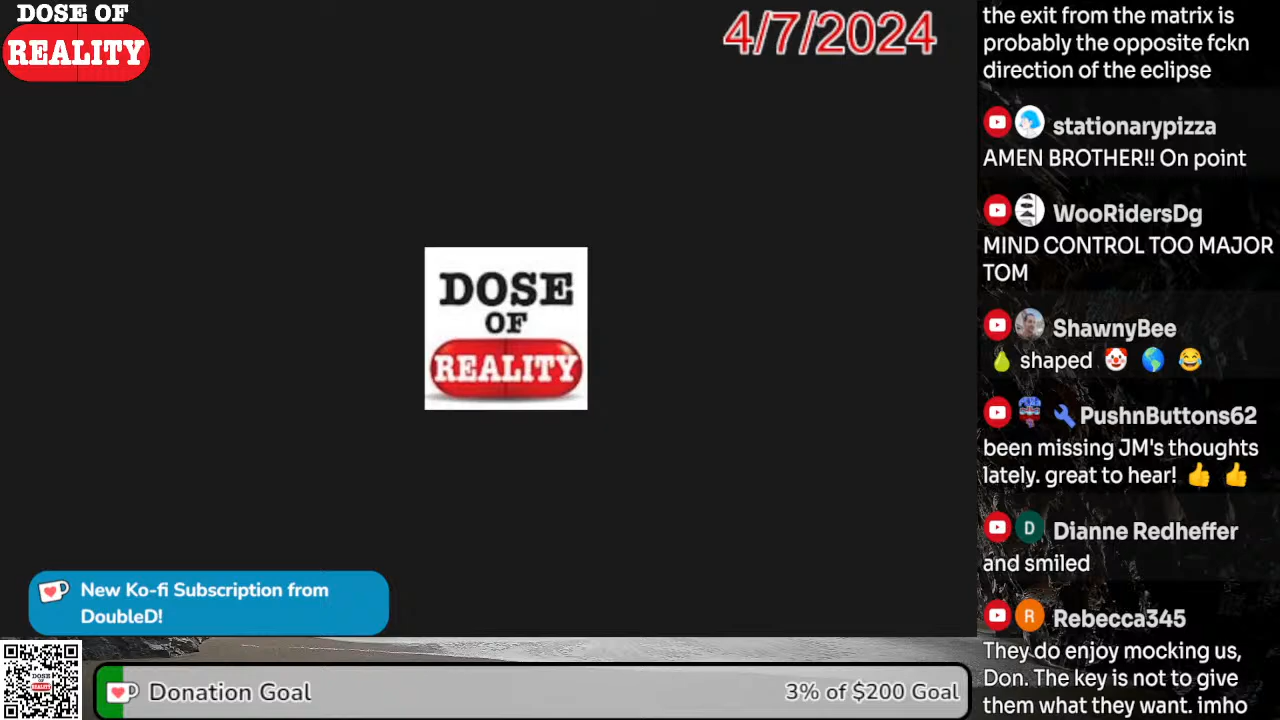 DOSE OF
REALITY
4/7/2024
DOSE
OF
REALITY
New Ko-fi Subscription from
DoubleD!
Donation Goal
3% of $200 Goal
the exit from the matrix is
probably the opposite fckn
direction of the eclipse
stationarypizza
AMEN BROTHER!! On point
WooRidersDg
MIND CONTROL TOO MAJOR
TOM
ShawnyBee
🍐 shaped 🤡 🌎 😂
PushnButtons62
been missing JM's thoughts
lately. great to hear! 👍 👍
D Dianne Redheffer
and smiled
R Rebecca345
They do enjoy mocking us,
Don. The key is not to give
them what they want. imho